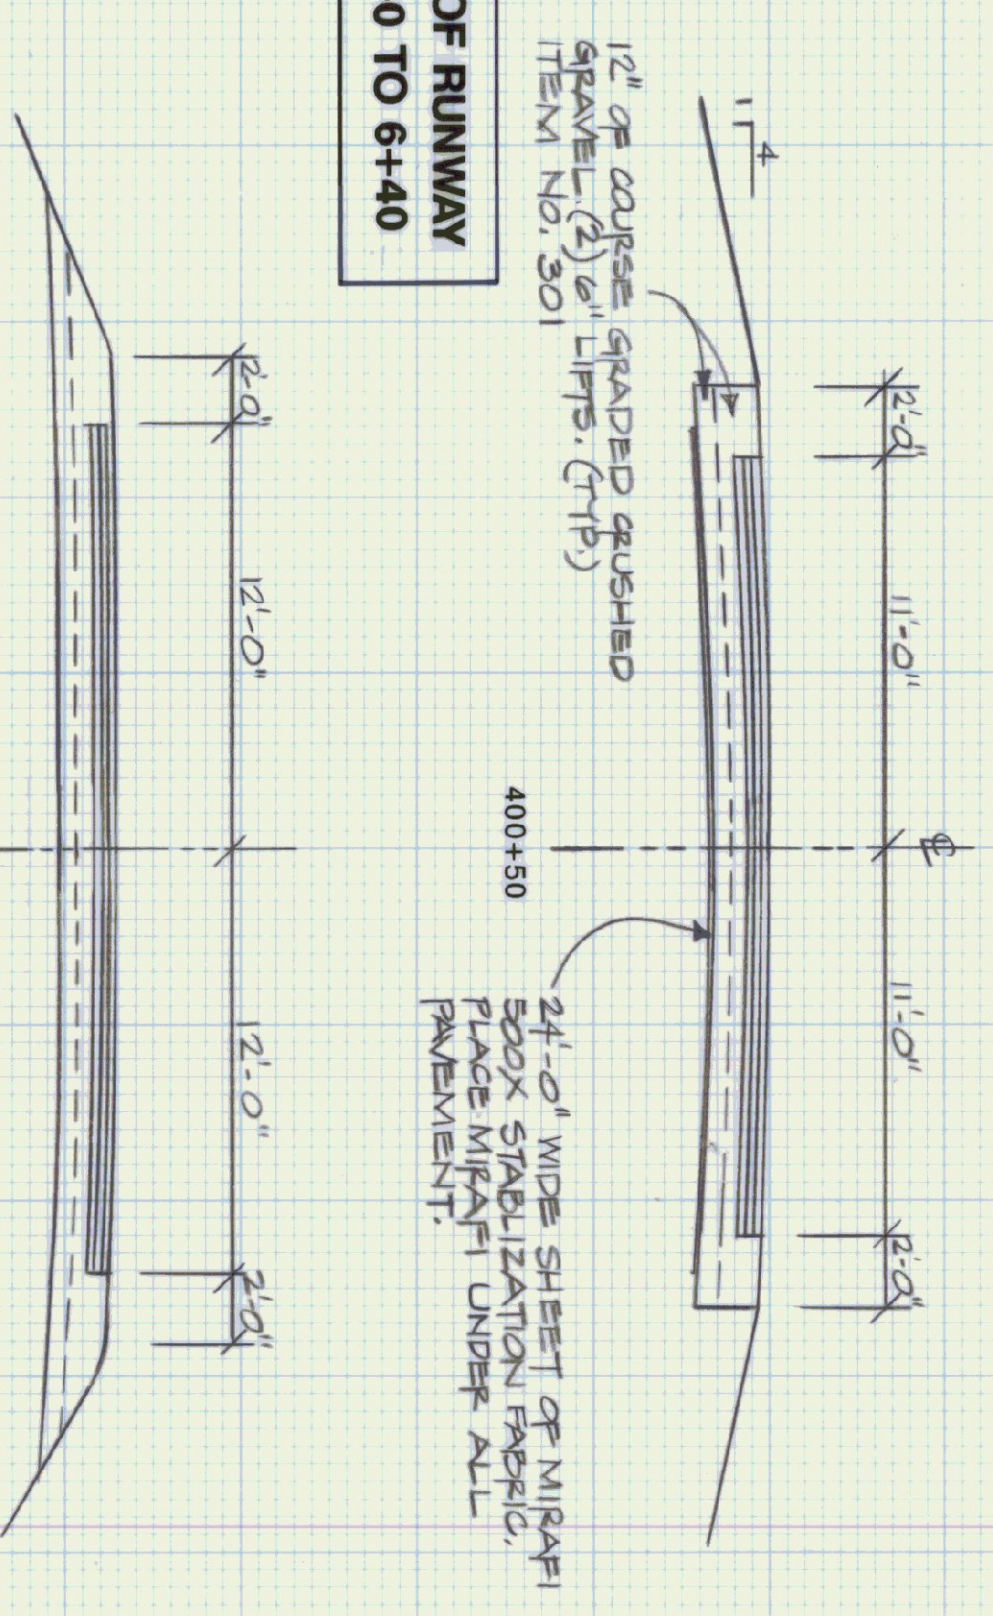 ℄
2'-0" 11'-0" 11'-0" 2'-0"
1
4
12" OF COURSE GRADED CRUSHED
GRAVEL. (2) 6" LIFTS. (TYP.)
ITEM NO. 301
24'-0" WIDE SHEET OF MIRAFI
500X STABLIZATION FABRIC.
PLACE MIRAFI UNDER ALL
PAVEMENT.
400+50
OF RUNWAY
0 TO 6+40
2'-0" 12'-0" 12'-0" 2'-0"